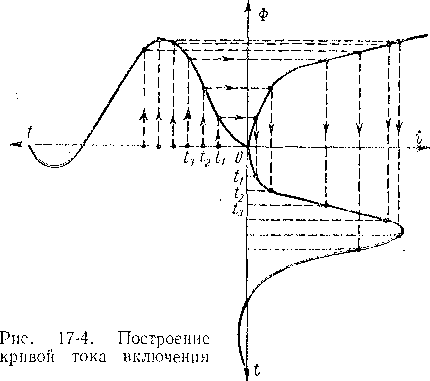 Φ
t
t₃ t₂ t₁ 0
i
t₁
t₂
t₃
Рис. 17-4. Построение
кривой тока включения
t